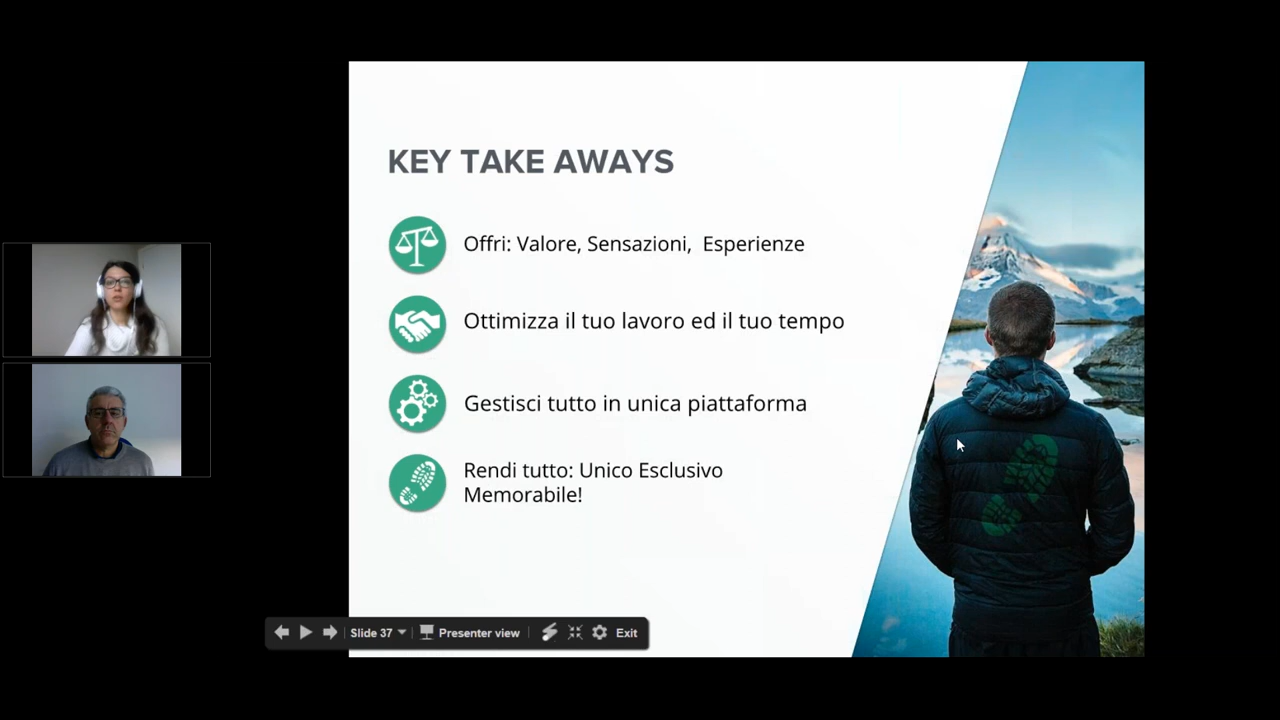 KEY TAKE AWAYS
Offri: Valore, Sensazioni, Esperienze
Ottimizza il tuo lavoro ed il tuo tempo
Gestisci tutto in unica piattaforma
Rendi tutto: Unico Esclusivo
Memorabile!
Slide 37
Presenter view
Exit